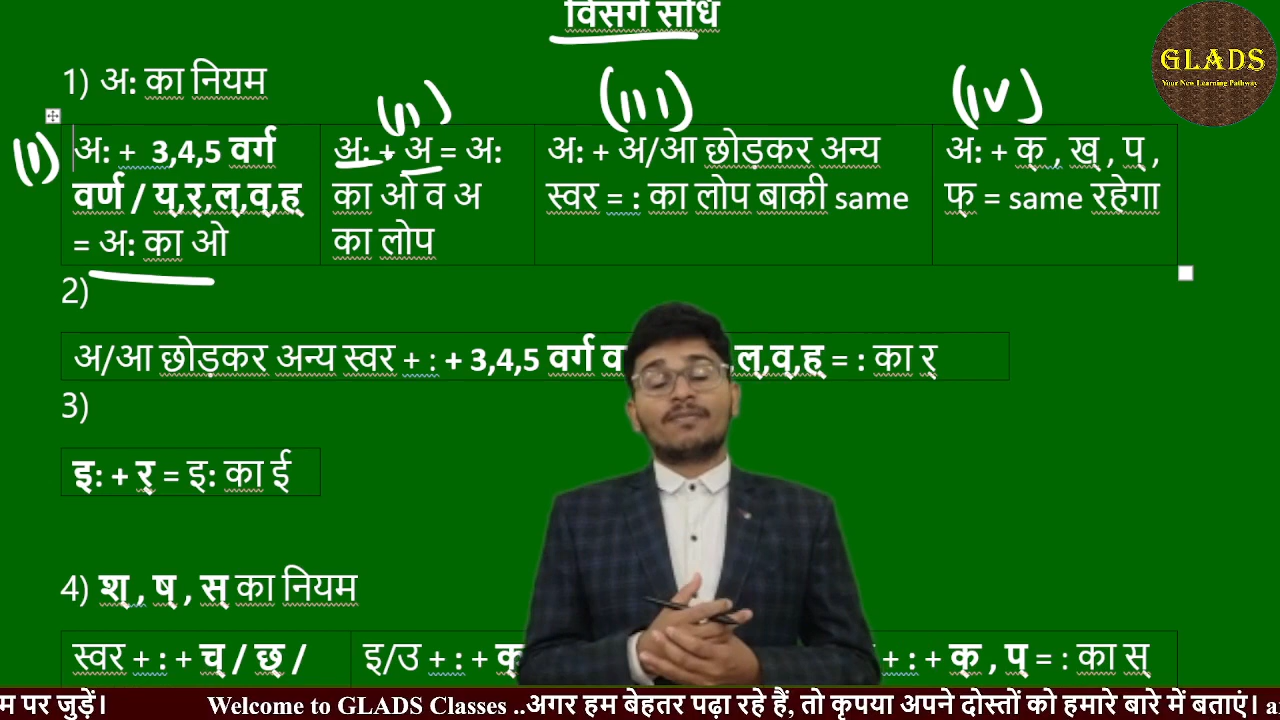 विसर्ग संधि
GLADS
Your New Learning Pathway
1) अः का नियम
(I) (II) (III) (IV)
अः + 3,4,5 वर्ग
वर्ण / य्,र्,ल्,व्,ह्
= अः का ओ
अः + अ = अः
का ओ व अ
का लोप
अः + अ/आ छोड़कर अन्य
स्वर = : का लोप बाकी same
अः + क् , ख् , प् ,
फ् = same रहेगा
2)
अ/आ छोड़कर अन्य स्वर + : + 3,4,5 वर्ग ल्,व्,ह् = : का र्
3)
इः + र् = इः का ई
4) श् , ष् , स् का नियम
स्वर + : + च् / छ् /
इ/उ + : + क्
+ : + क् , प् = : का स्
म पर जुड़ें। Welcome to GLADS Classes ..अगर हम बेहतर पढ़ा रहे हैं, तो कृपया अपने दोस्तों को हमारे बारे में बताएं। a